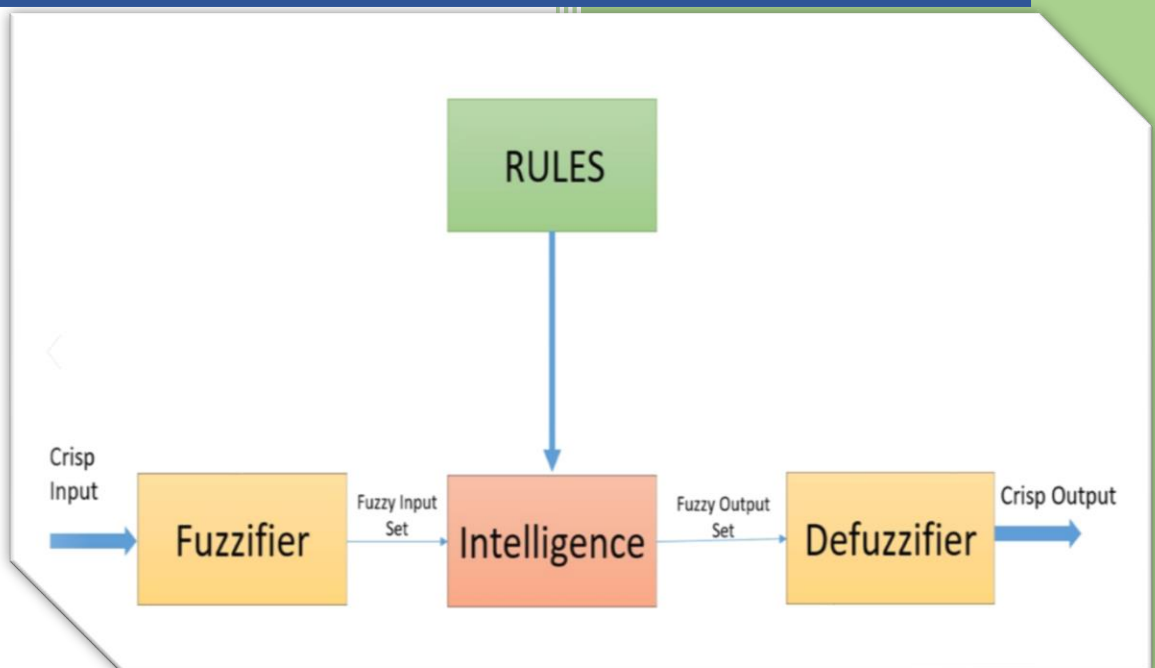 RULES
Crisp
Input
Fuzzifier
Fuzzy Input
Set
Intelligence
Fuzzy Output
Set
Defuzzifier
Crisp Output